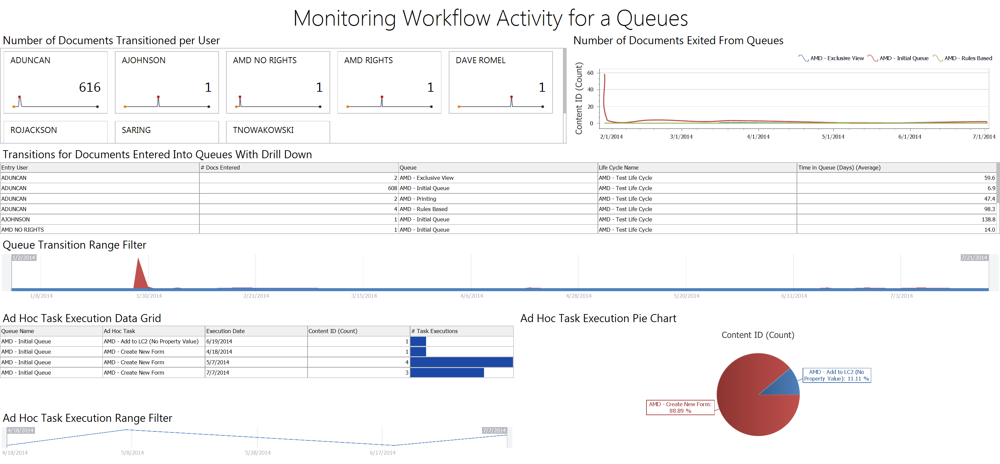 Monitoring Workflow Activity for a Queues
Number of Documents Transitioned per User
ADUNCAN
616
AJOHNSON
1
AMD NO RIGHTS
1
AMD RIGHTS
1
DAVE ROMEL
1
ROJACKSON
SARING
TNOWAKOWSKI
Number of Documents Exited From Queues
AMD - Exclusive View AMD - Initial Queue AMD - Rules Based
Content ID (Count)
60
40
20
0
2/1/2014 3/1/2014 4/1/2014 5/1/2014 6/1/2014 7/1/2014
Transitions for Documents Entered Into Queues With Drill Down
Entry User # Docs Entered Queue Life Cycle Name Time in Queue (Days) (Average)
ADUNCAN 2 AMD - Exclusive View AMD - Test Life Cycle 59.6
ADUNCAN 608 AMD - Initial Queue AMD - Test Life Cycle 6.9
ADUNCAN 2 AMD - Printing AMD - Test Life Cycle 47.4
ADUNCAN 4 AMD - Rules Based AMD - Test Life Cycle 98.3
AJOHNSON 1 AMD - Initial Queue AMD - Test Life Cycle 138.8
AMD NO RIGHTS 1 AMD - Initial Queue AMD - Test Life Cycle 14.0
Queue Transition Range Filter
1/2/2014 7/21/2014
1/8/2014 1/30/2014 2/21/2014 3/15/2014 4/6/2014 4/28/2014 5/20/2014 6/11/2014 7/3/2014
Ad Hoc Task Execution Data Grid
Queue Name Ad Hoc Task Execution Date Content ID (Count) # Task Executions
AMD - Initial Queue AMD - Add to LC2 (No Property Value) 6/19/2014 1
AMD - Initial Queue AMD - Create New Form 4/18/2014 1
AMD - Initial Queue AMD - Create New Form 5/7/2014 4
AMD - Initial Queue AMD - Create New Form 7/7/2014 3
Ad Hoc Task Execution Pie Chart
Content ID (Count)
AMD - Add to LC2 (No
Property Value): 11.11 %
AMD - Create New Form:
88.89 %
Ad Hoc Task Execution Range Filter
4/18/2014 7/7/2014
4/18/2014 5/8/2014 5/28/2014 6/17/2014